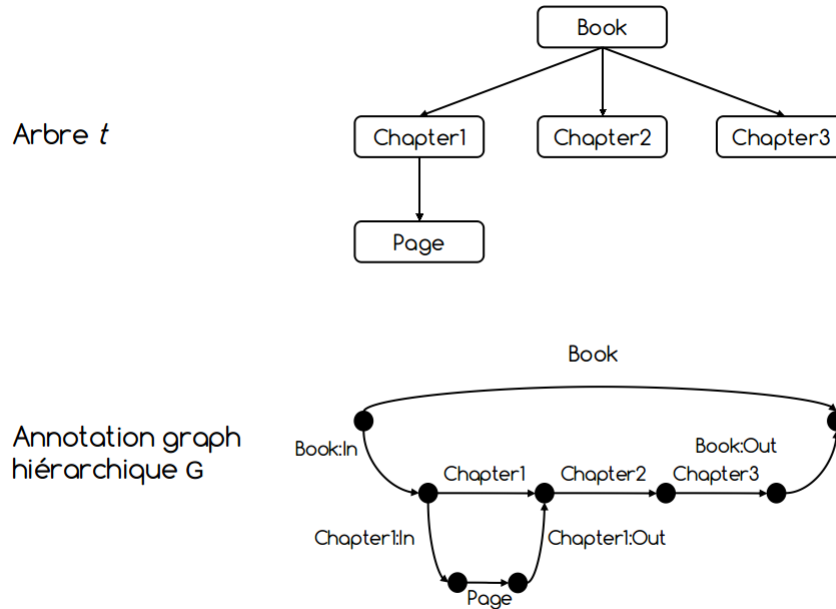 Book
Arbre t
Chapter1
Chapter2
Chapter3
Page
Book
Annotation graph
hiérarchique G
Book:In
Book:Out
Chapter1
Chapter2
Chapter3
Chapter1:In
Chapter1:Out
Page